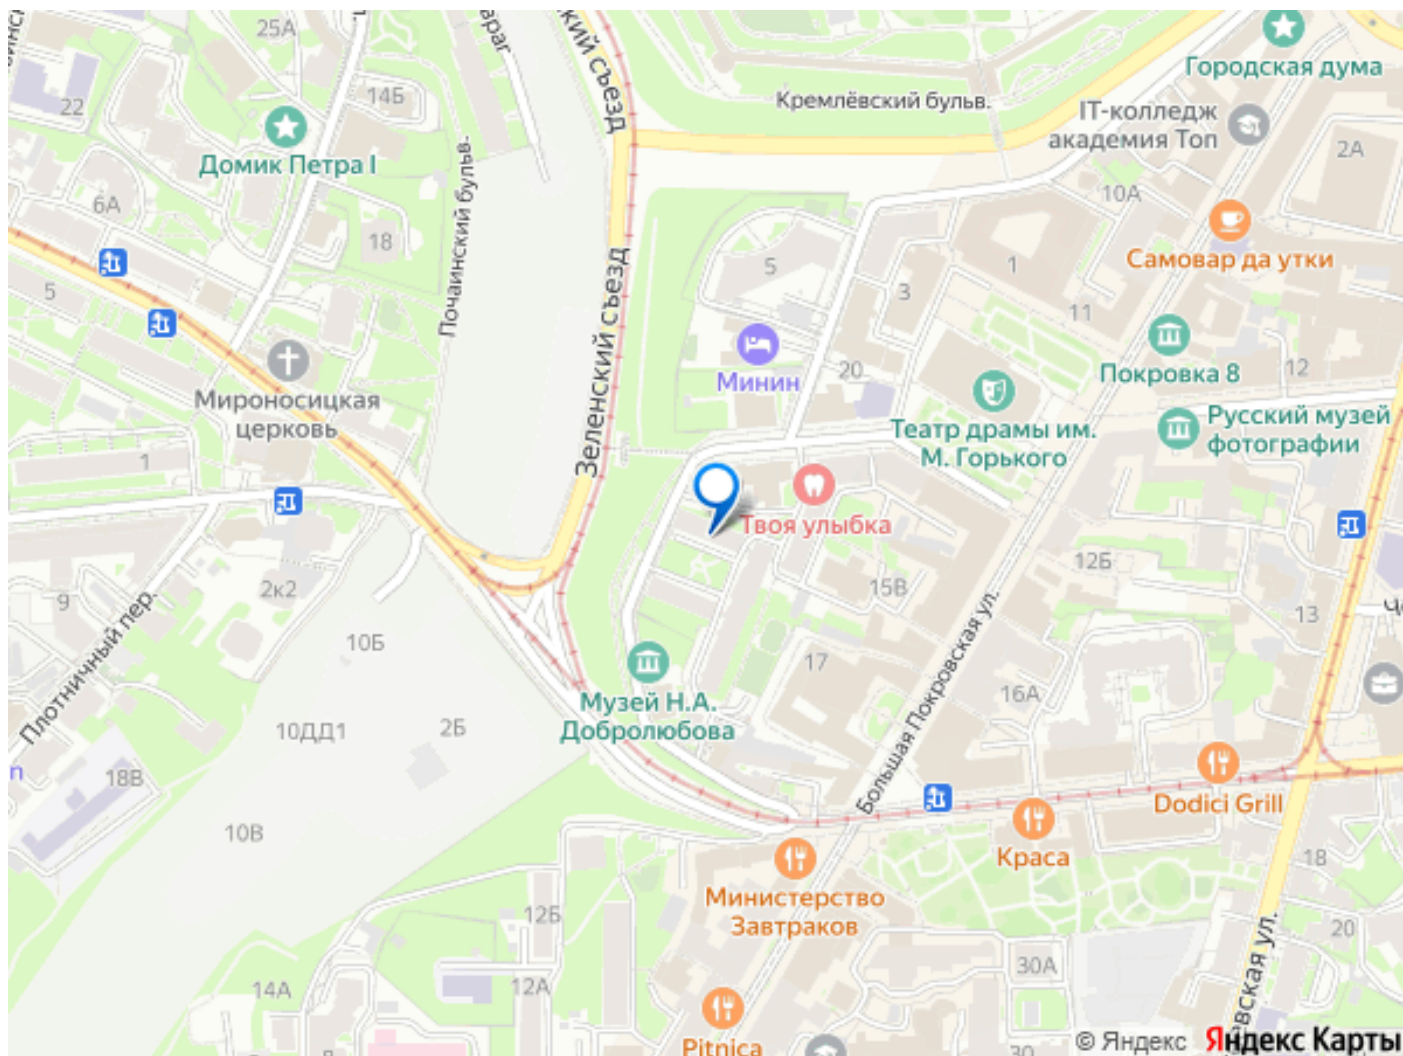 25А
22
14Б
Домик Петра I
6А
18
5
Почаинский бульв.
Зеленский съезд
Кремлёвский бульв.
Городская дума
IT-колледж
академия Топ
2А
10А
Самовар да утки
5
3
1
11
Минин
20
Покровка 8
12
Театр драмы им.
М. Горького
Русский музей
фотографии
Мироносицкая
церковь
1
Твоя улыбка
9
2к2
Плотничный пер.
10Б
15В
12Б
13
17
16А
Большая Покровская ул.
Музей Н.А.
Добролюбова
10ДД1
2Б
18В
10В
Dodici Grill
Краса
18
Министерство
Завтраков
12Б
20
30А
14А
12А
Pitnica
30
© Яндекс Яндекс Карты